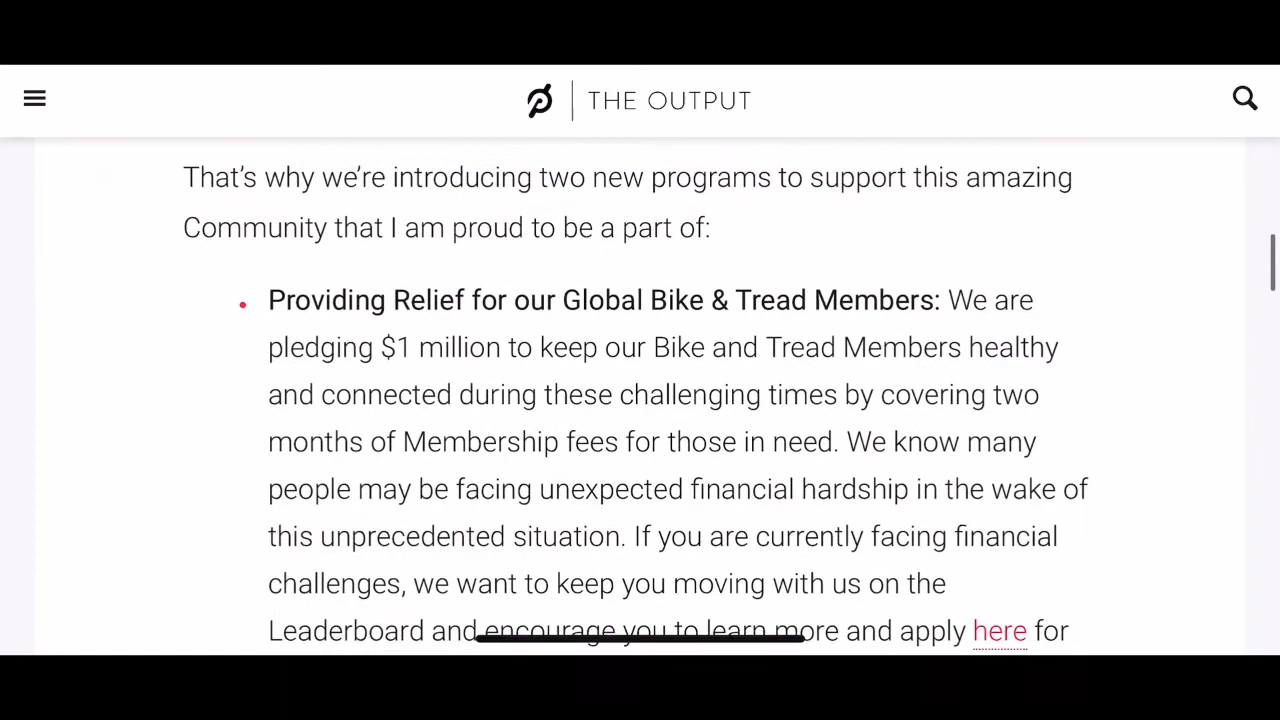 THE OUTPUT
That's why we're introducing two new programs to support this amazing
Community that I am proud to be a part of:
Providing Relief for our Global Bike & Tread Members: We are
pledging $1 million to keep our Bike and Tread Members healthy
and connected during these challenging times by covering two
months of Membership fees for those in need. We know many
people may be facing unexpected financial hardship in the wake of
this unprecedented situation. If you are currently facing financial
challenges, we want to keep you moving with us on the
Leaderboard and encourage you to learn more and apply here for